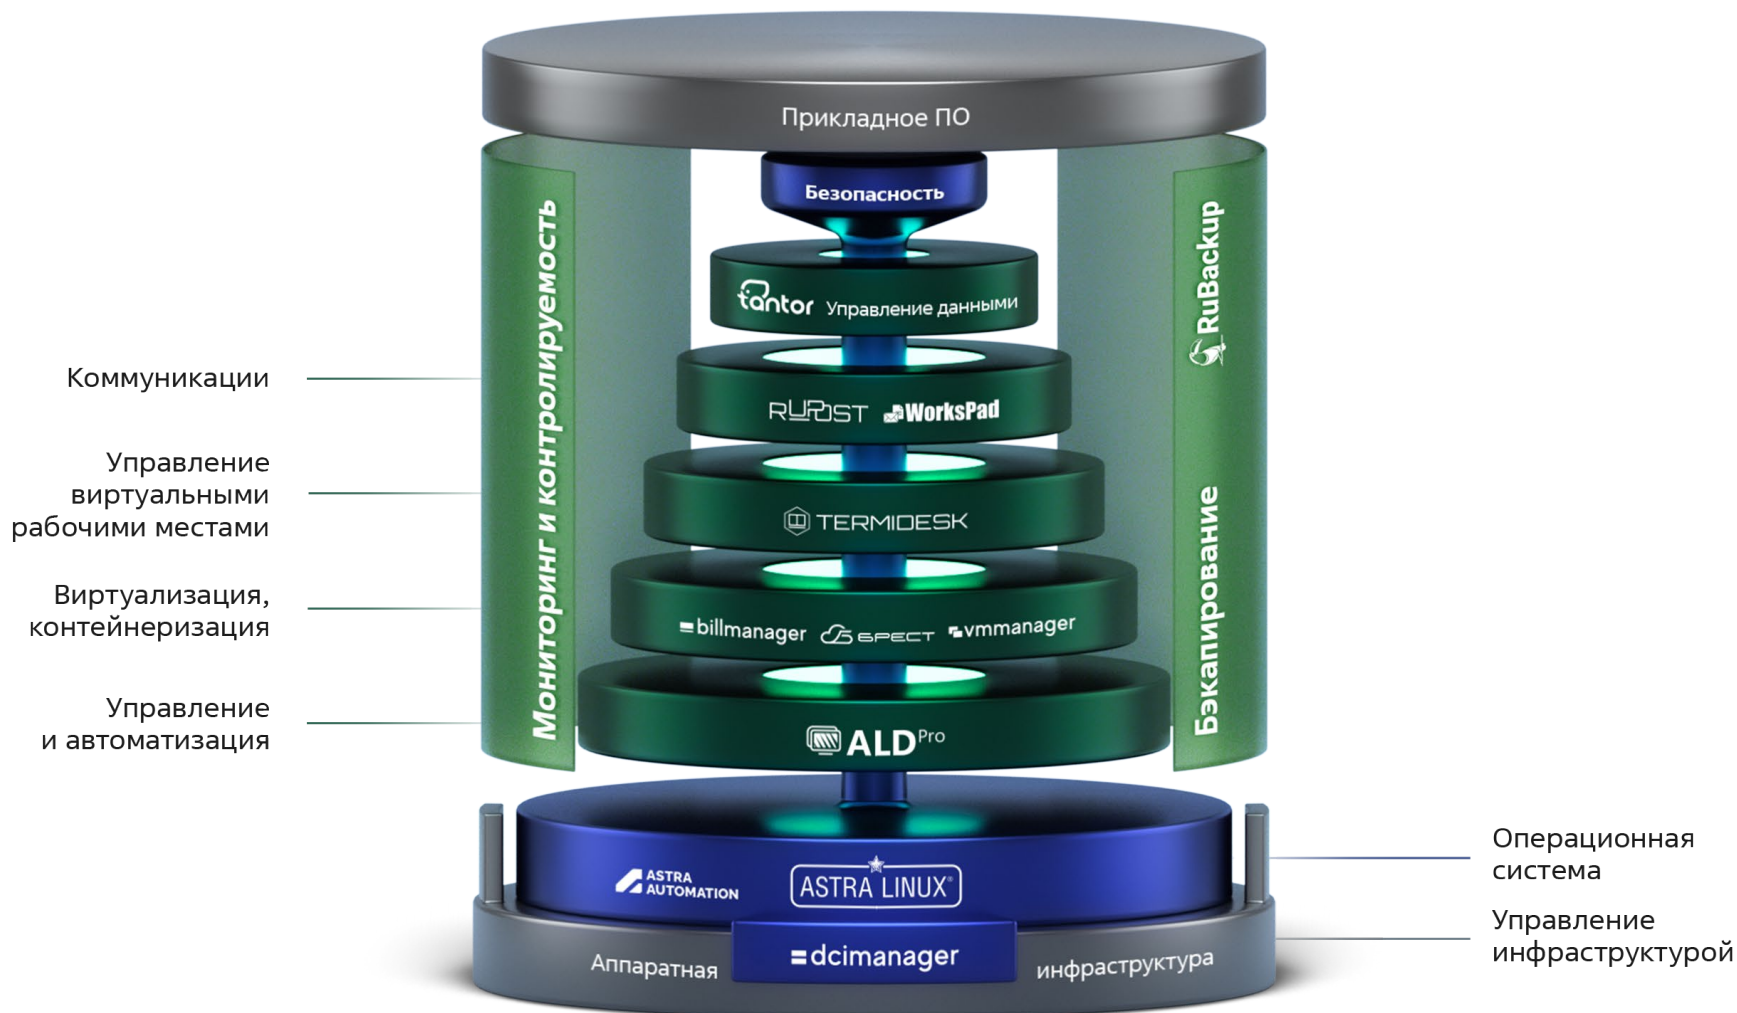 Прикладное ПО
Безопасность
tantor Управление данными
RUPOST WorksPad
TERMIDESK
billmanager БРЕСТ vmmanager
ALD Pro
ASTRA
AUTOMATION
ASTRA LINUX®
dcimanager
Аппаратная инфраструктура
Мониторинг и контролируемость
RuBackup
Бэкапирование
Коммуникации
Управление
виртуальными
рабочими местами
Виртуализация,
контейнеризация
Управление
и автоматизация
Операционная
система
Управление
инфраструктурой